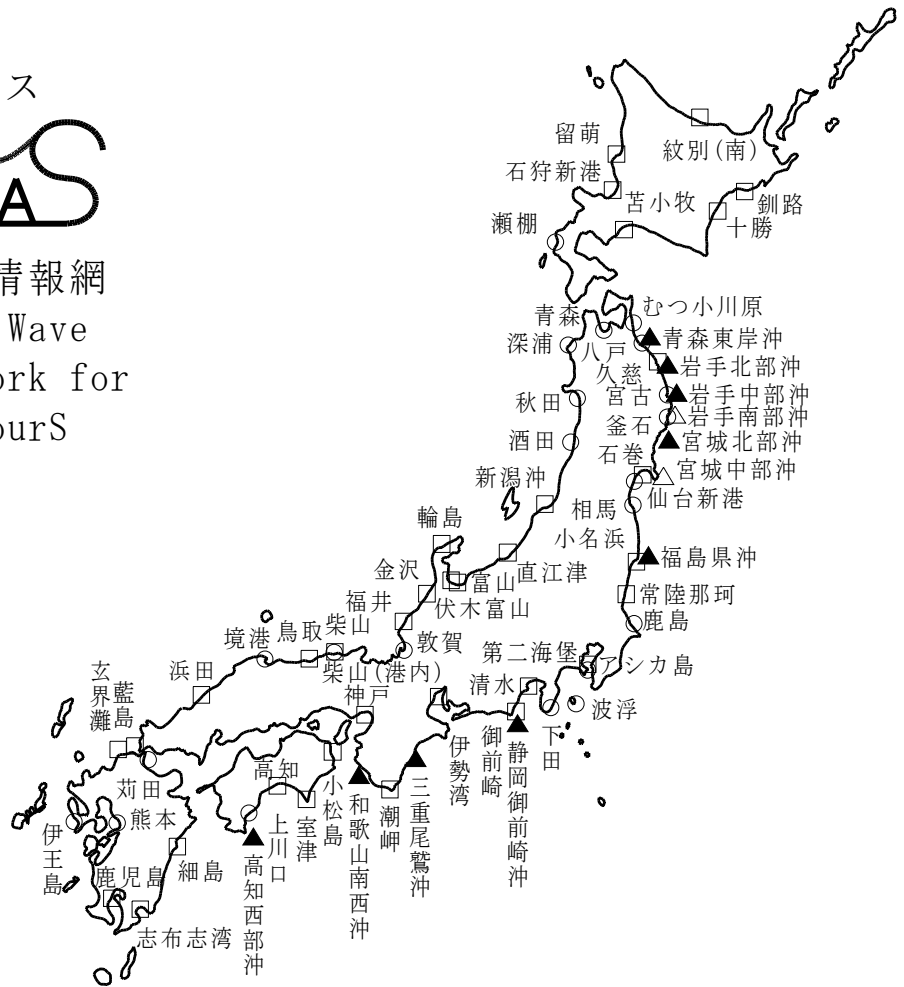 ス
A
情報網
Wave
ork for
ourS
留萌
紋別(南)
石狩新港
苫小牧
釧路
十勝
瀬棚
青森
むつ小川原
深浦
八戸
青森東岸沖
久慈
岩手北部沖
秋田
宮古
岩手中部沖
釜石
岩手南部沖
酒田
宮城北部沖
石巻
宮城中部沖
新潟沖
仙台新港
相馬
輪島
小名浜
福島県沖
直江津
金沢
富山
伏木富山
常陸那珂
福井
鹿島
柴山
鳥取
境港
敦賀
第二海堡
アシカ島
柴山(港内)
浜田
清水
神戸
玄界灘
藍島
波浮
下田
御前崎
静岡御前崎沖
伊勢湾
高知
小松島
三重尾鷲沖
苅田
和歌山南西沖
潮岬
熊本
上川口
室津
伊王島
細島
高知西部沖
鹿児島
志布志湾